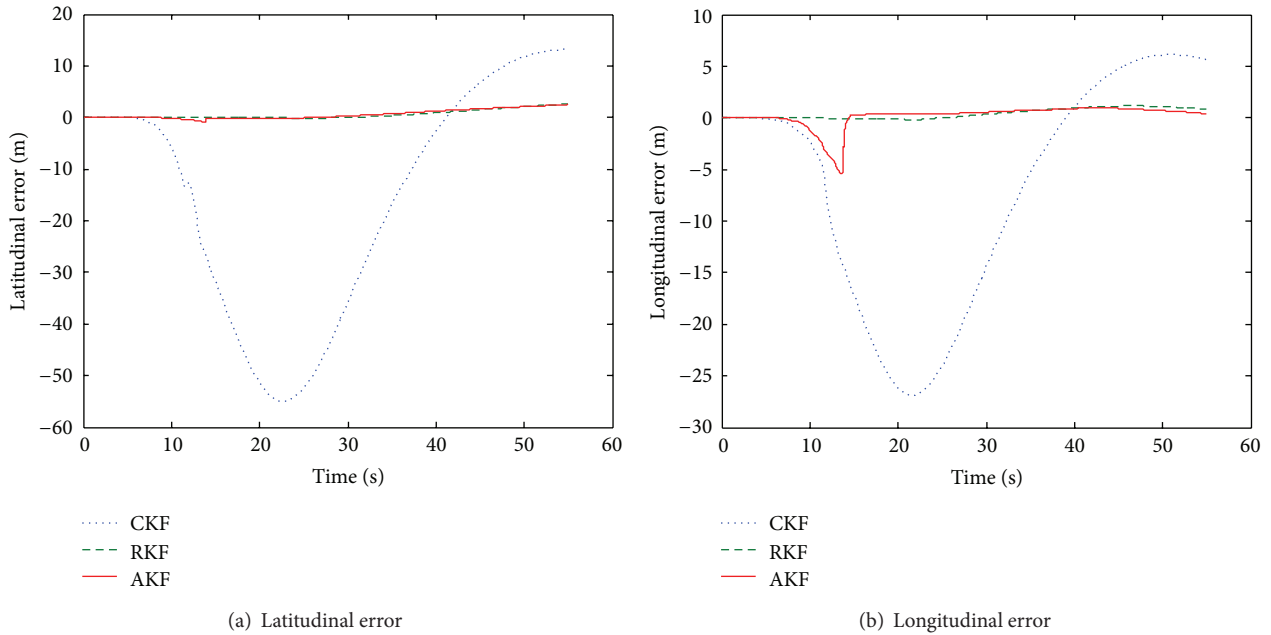 20
10
0
−10
−20
−30
−40
−50
−60
Latitudinal error (m)
0 10 20 30 40 50 60
Time (s)
CKF
RKF
AKF
(a) Latitudinal error
10
5
0
−5
−10
−15
−20
−25
−30
Longitudinal error (m)
0 10 20 30 40 50 60
Time (s)
CKF
RKF
AKF
(b) Longitudinal error